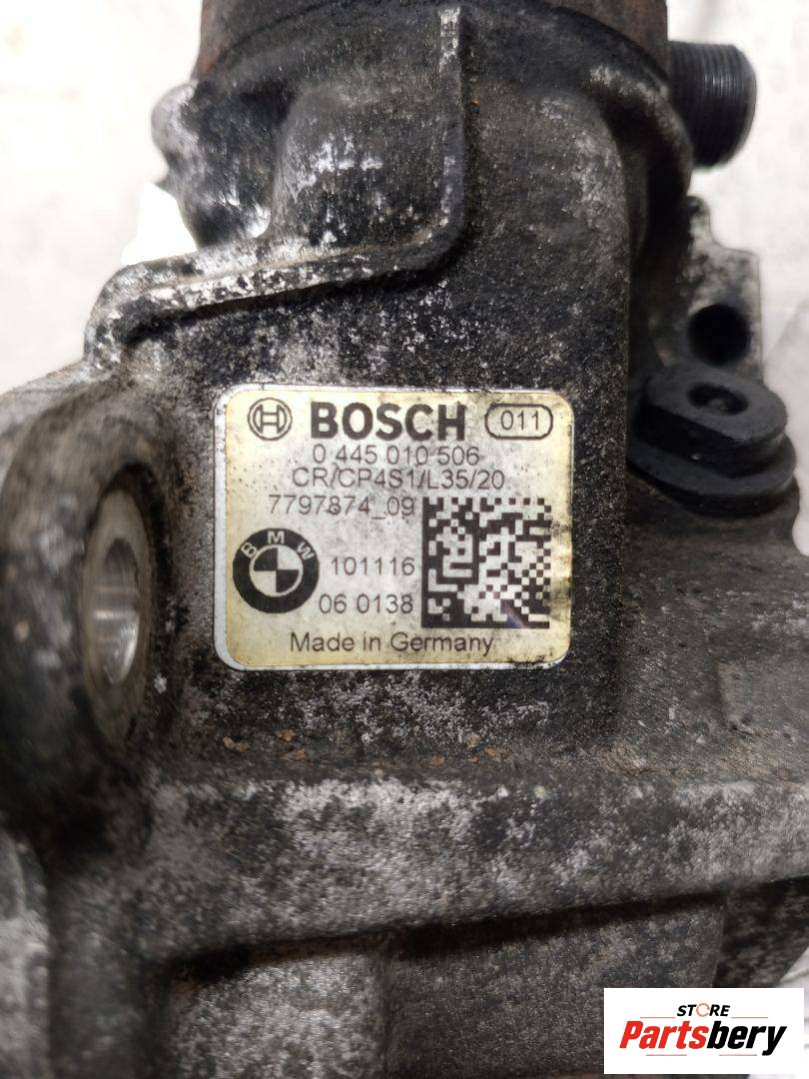 BOSCH 011
0 445 010 506
CR/CP4S1/L35/20
7797874_09
BMW
101116
06 0138
Made in Germany
STORE
Partsbery